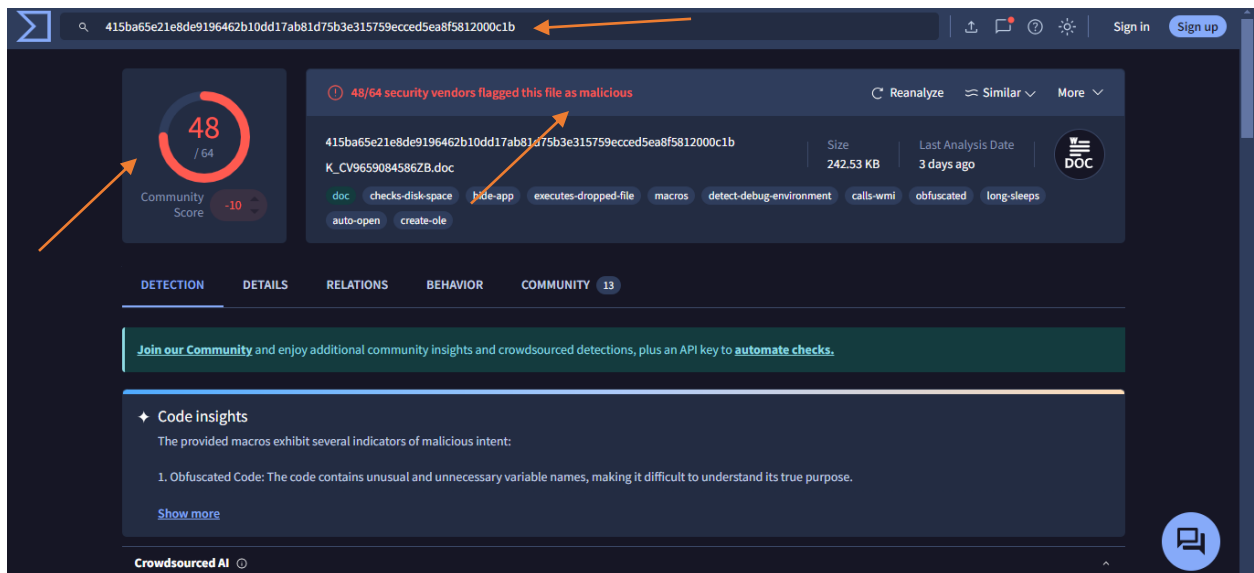 415ba65e21e8de9196462b10dd17ab81d75b3e315759ecced5ea8f5812000c1b
Sign in
Sign up
48
/ 64
Community
Score
-10
48/64 security vendors flagged this file as malicious
Reanalyze
Similar
More
415ba65e21e8de9196462b10dd17ab81d75b3e315759ecced5ea8f5812000c1b
K_CV9659084586ZB.doc
Size
242.53 KB
Last Analysis Date
3 days ago
DOC
doc checks-disk-space hide-app executes-dropped-file macros detect-debug-environment calls-wmi obfuscated long-sleeps
auto-open create-ole
DETECTION DETAILS RELATIONS BEHAVIOR COMMUNITY 13
Join our Community and enjoy additional community insights and crowdsourced detections, plus an API key to automate checks.
Code insights
The provided macros exhibit several indicators of malicious intent:
1. Obfuscated Code: The code contains unusual and unnecessary variable names, making it difficult to understand its true purpose.
Show more
Crowdsourced AI